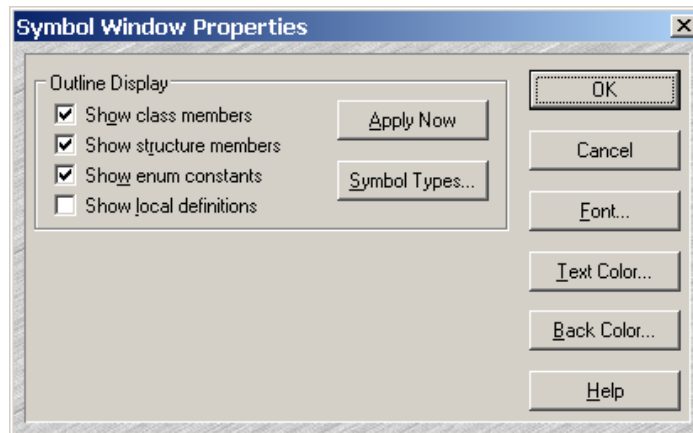 Symbol Window Properties
Outline Display
Show class members
Show structure members
Show enum constants
Show local definitions
Apply Now
Symbol Types...
OK
Cancel
Font...
Text Color...
Back Color...
Help